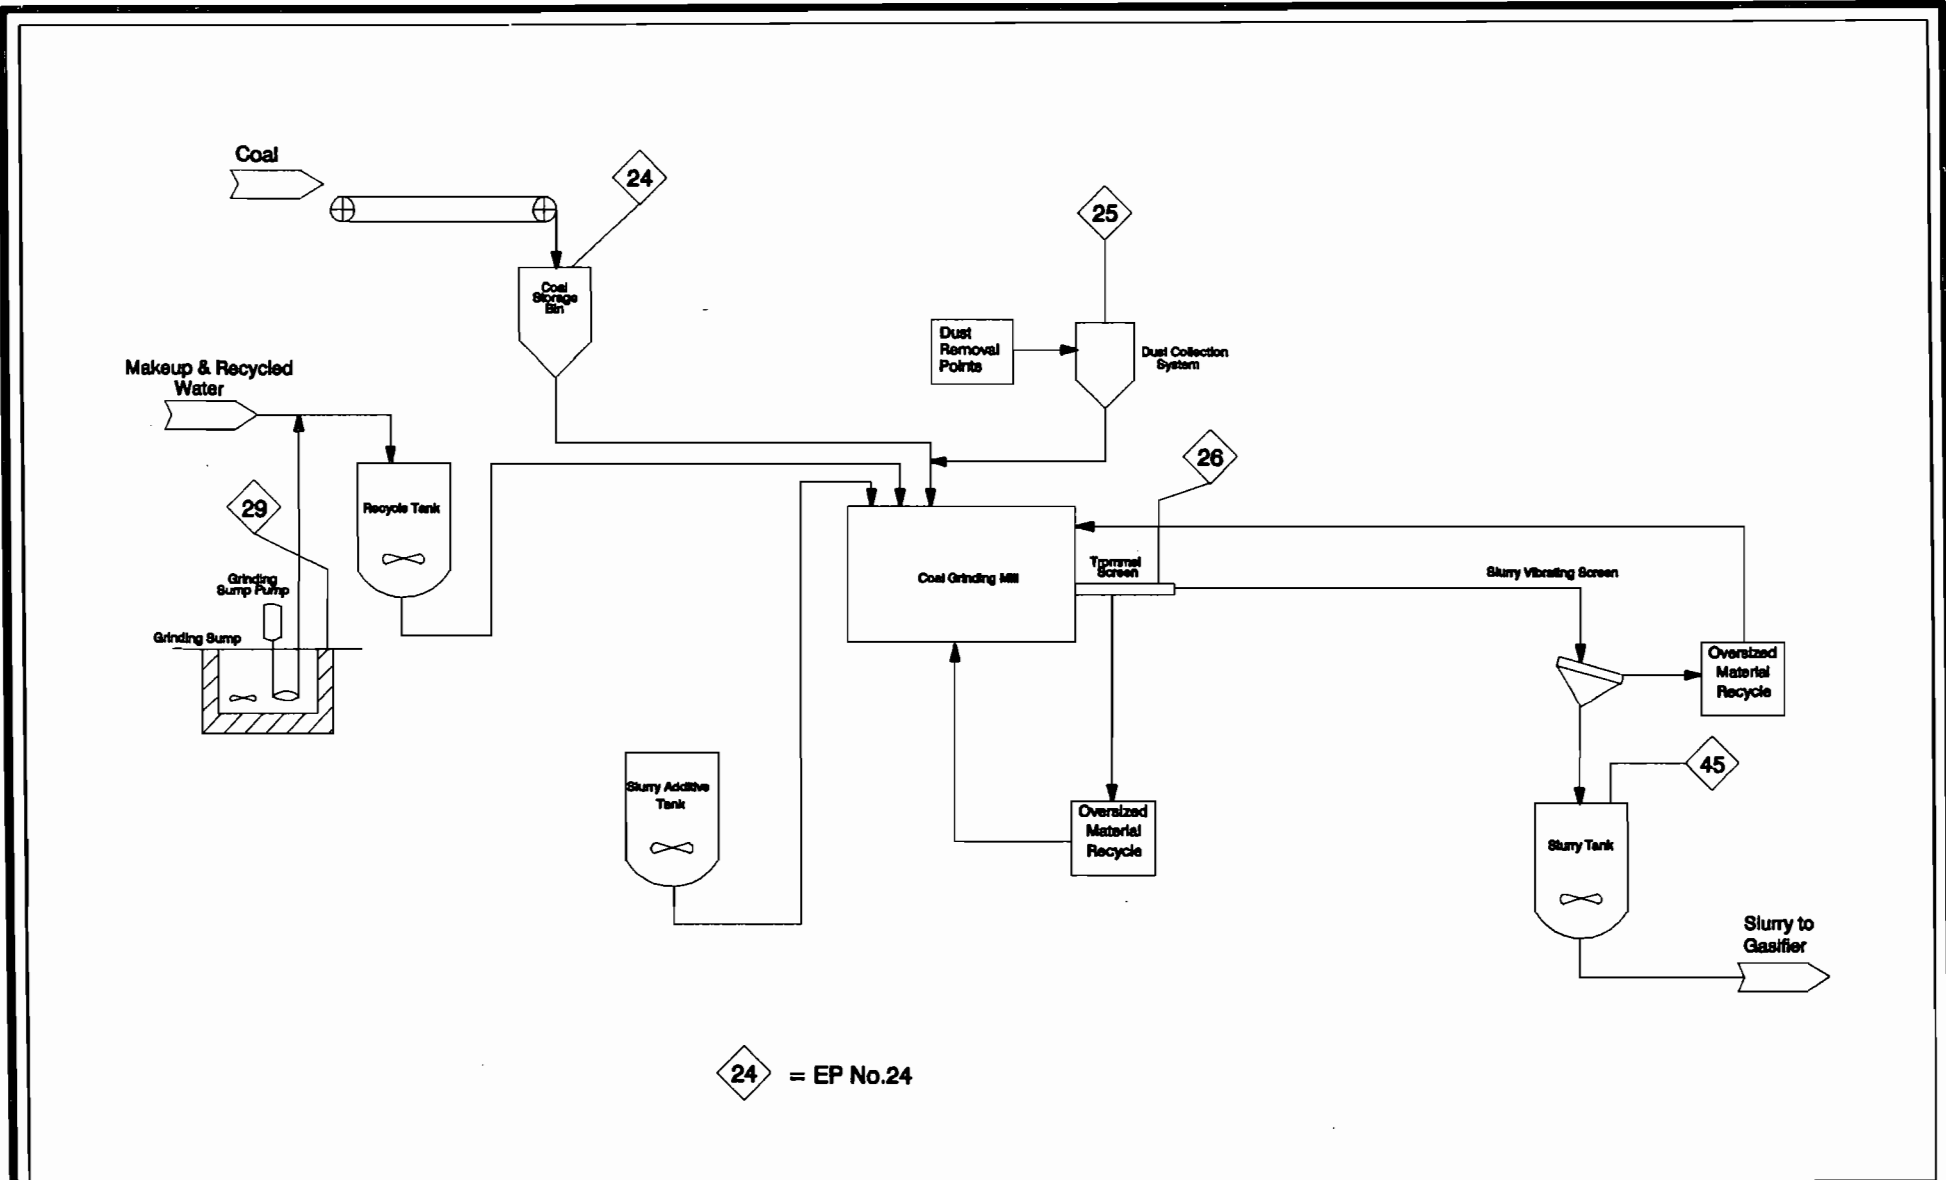 Coal
24
25
Coal
Storage
Bin
Dust
Removal
Points
Dust Collection
System
Makeup & Recycled
Water
26
29
Recycle Tank
Trommel
Screen
Coal Grinding Mill
Slurry Vibrating Screen
Grinding
Sump Pump
Grinding Sump
Oversized
Material
Recycle
45
Slurry Additive
Tank
Oversized
Material
Recycle
Slurry Tank
Slurry to
Gasifier
24 = EP No.24